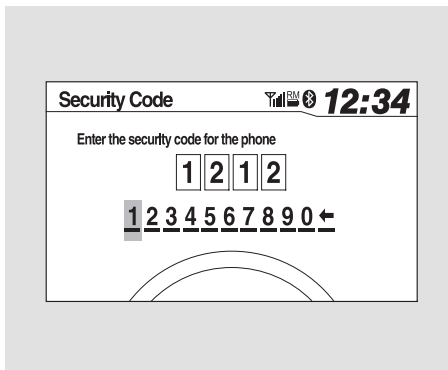 Security Code RM 12:34
Enter the security code for the phone
1 2 1 2
1 2 3 4 5 6 7 8 9 0